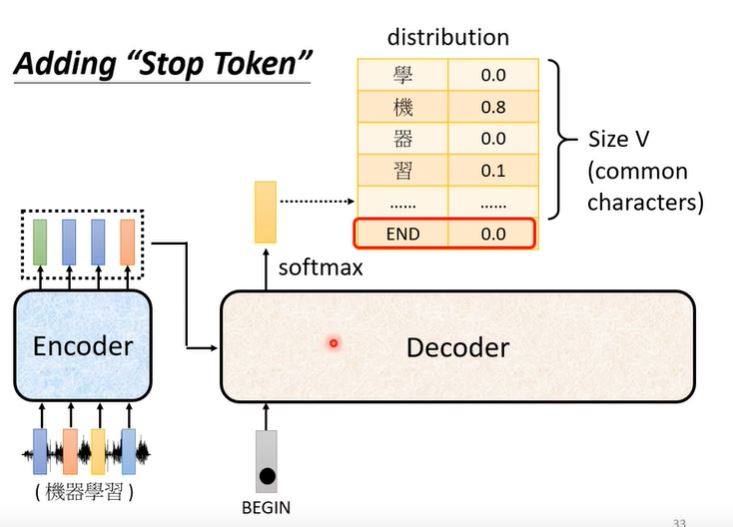 Adding “Stop Token”
distribution
學 0.0
機 0.8
器 0.0
習 0.1
...... ......
END 0.0
Size V
(common
characters)
softmax
Encoder
Decoder
(機器學習)
BEGIN
33